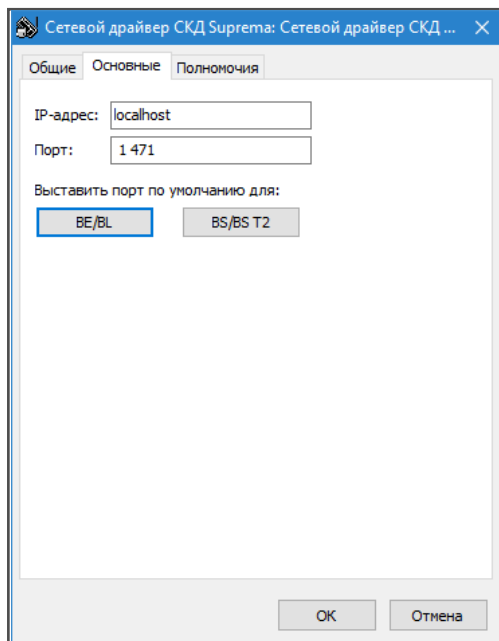 Сетевой драйвер СКД Suprema: Сетевой драйвер СКД ...
Общие Основные Полномочия
IP-адрес: localhost
Порт: 1 471
Выставить порт по умолчанию для:
BE/BL BS/BS T2
OK Отмена